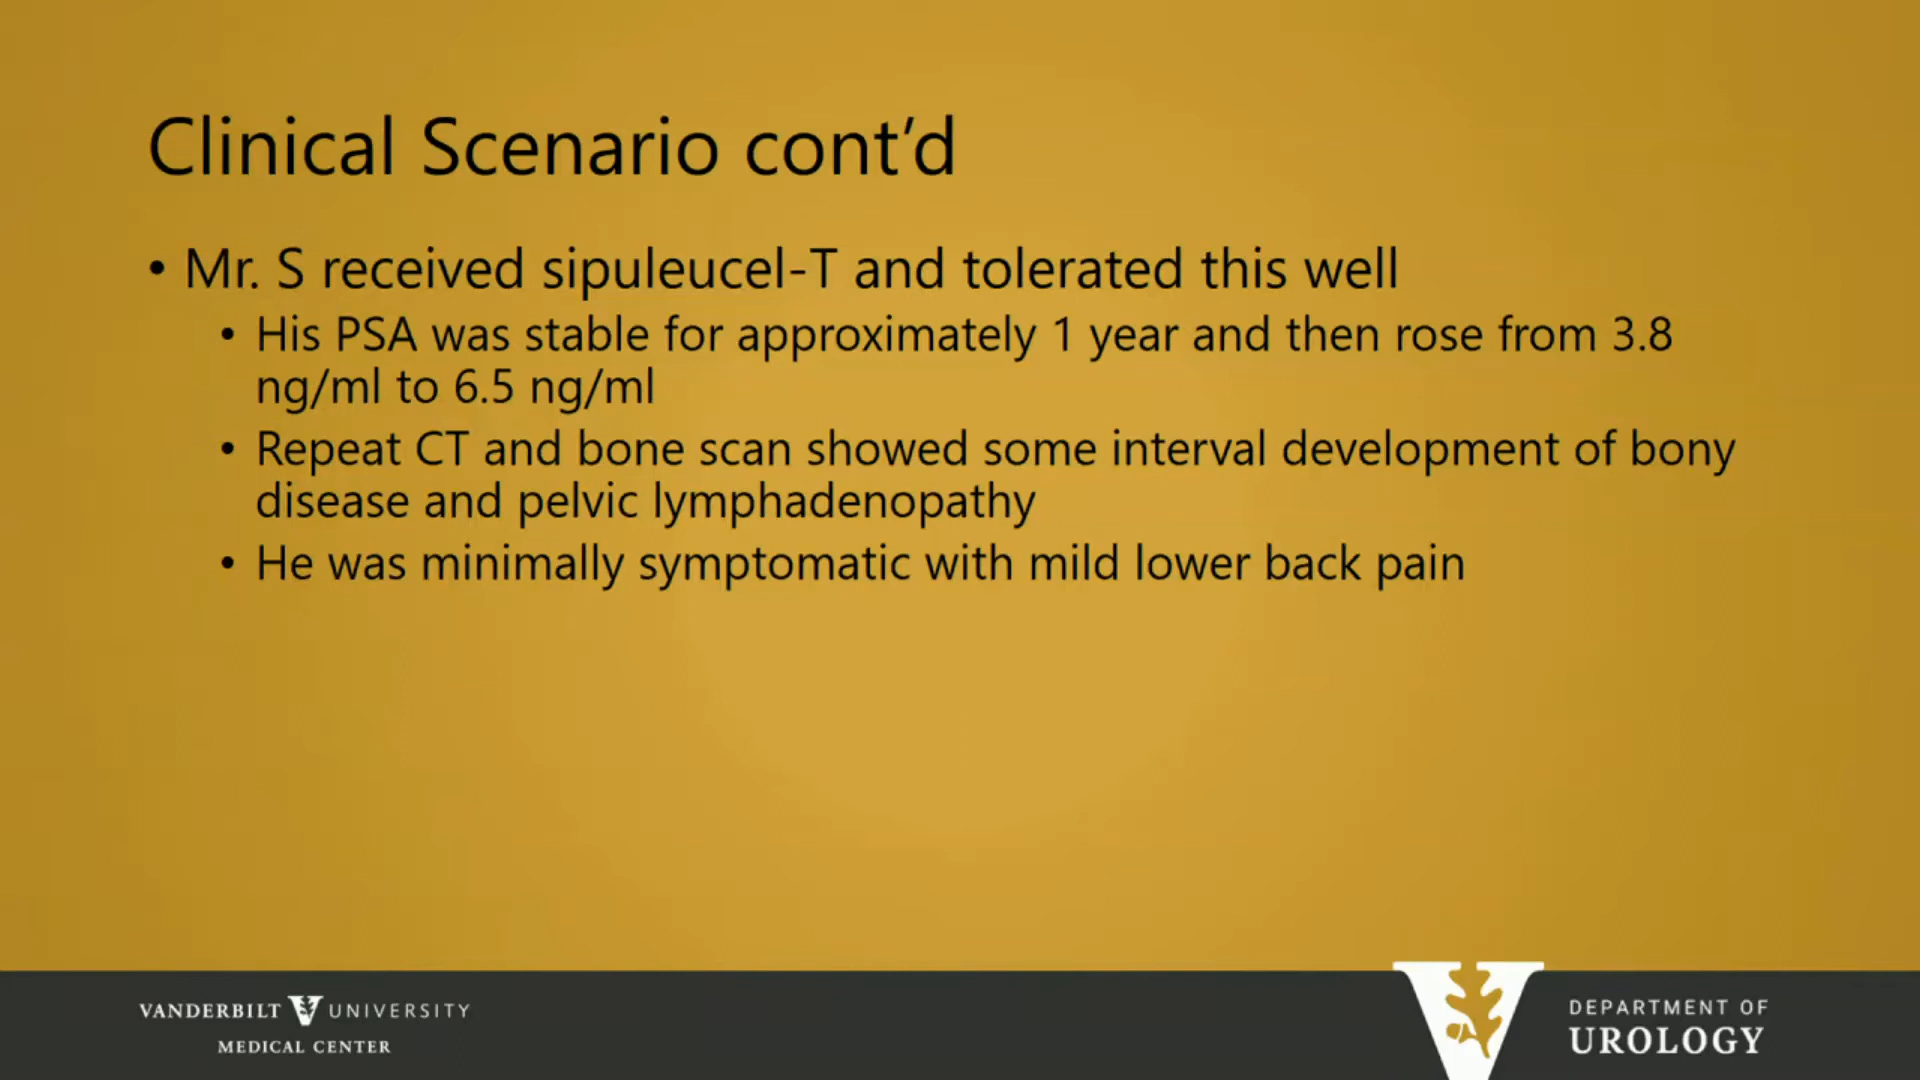 Clinical Scenario cont’d
• Mr. S received sipuleucel-T and tolerated this well
• His PSA was stable for approximately 1 year and then rose from 3.8
ng/ml to 6.5 ng/ml
• Repeat CT and bone scan showed some interval development of bony
disease and pelvic lymphadenopathy
• He was minimally symptomatic with mild lower back pain
VANDERBILT V UNIVERSITY
MEDICAL CENTER
V
DEPARTMENT OF
UROLOGY